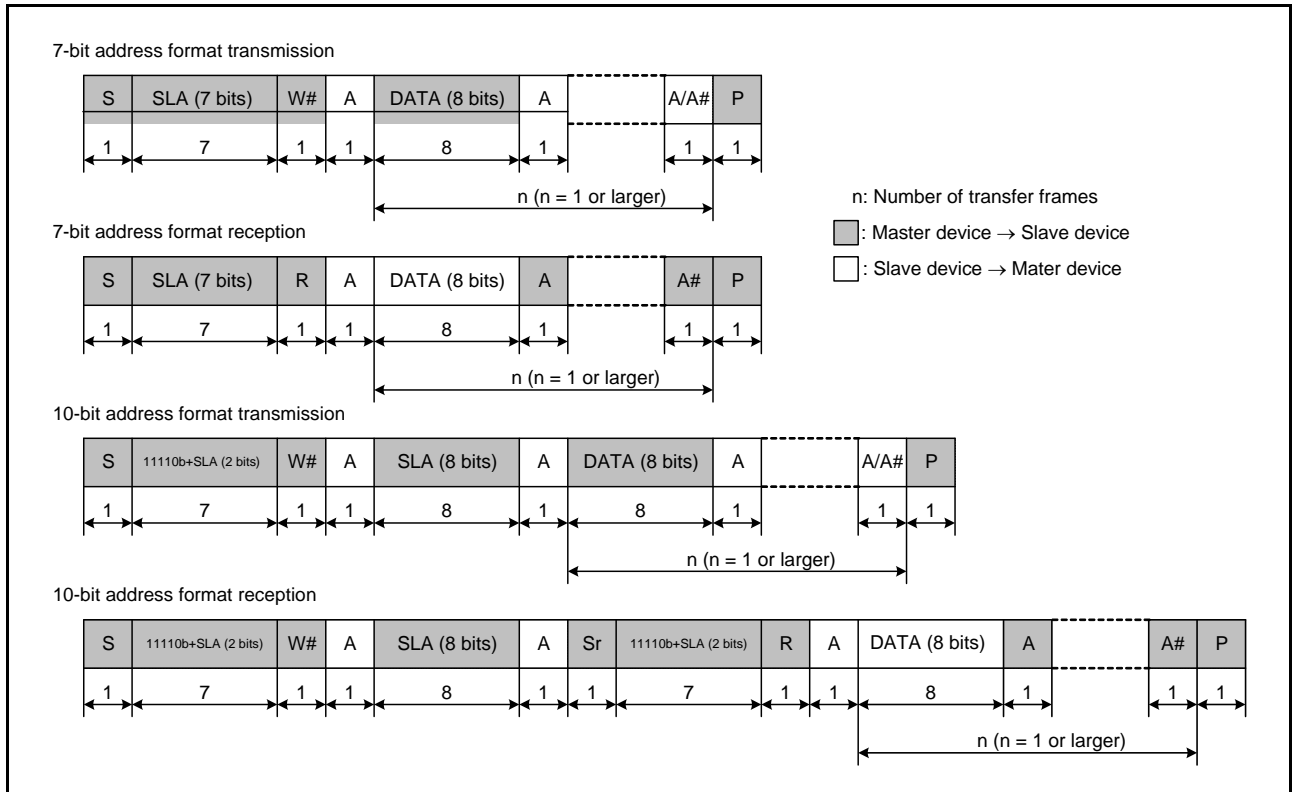 7-bit address format transmission
S SLA (7 bits) W# A DATA (8 bits) A A/A# P
1 7 1 1 8 1 1 1
n (n = 1 or larger)
n: Number of transfer frames
: Master device → Slave device
: Slave device → Mater device
7-bit address format reception
S SLA (7 bits) R A DATA (8 bits) A A# P
1 7 1 1 8 1 1 1
n (n = 1 or larger)
10-bit address format transmission
S 11110b+SLA (2 bits) W# A SLA (8 bits) A DATA (8 bits) A A/A# P
1 7 1 1 8 1 8 1 1 1
n (n = 1 or larger)
10-bit address format reception
S 11110b+SLA (2 bits) W# A SLA (8 bits) A Sr 11110b+SLA (2 bits) R A DATA (8 bits) A A# P
1 7 1 1 8 1 1 7 1 1 8 1 1 1
n (n = 1 or larger)